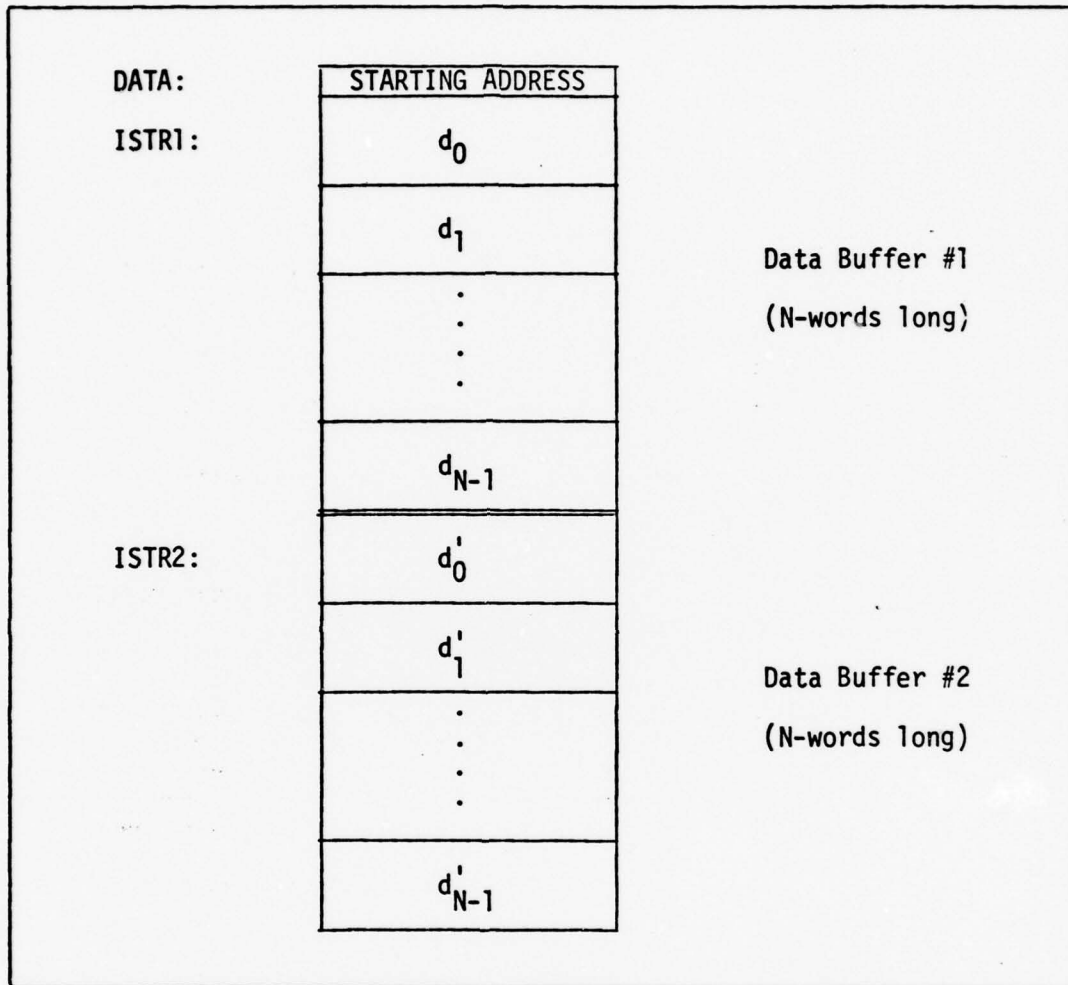 DATA: STARTING ADDRESS
ISTR1: d0
d1
Data Buffer #1
(N-words long)
dN-1
ISTR2: d'0
d'1
Data Buffer #2
(N-words long)
d'N-1